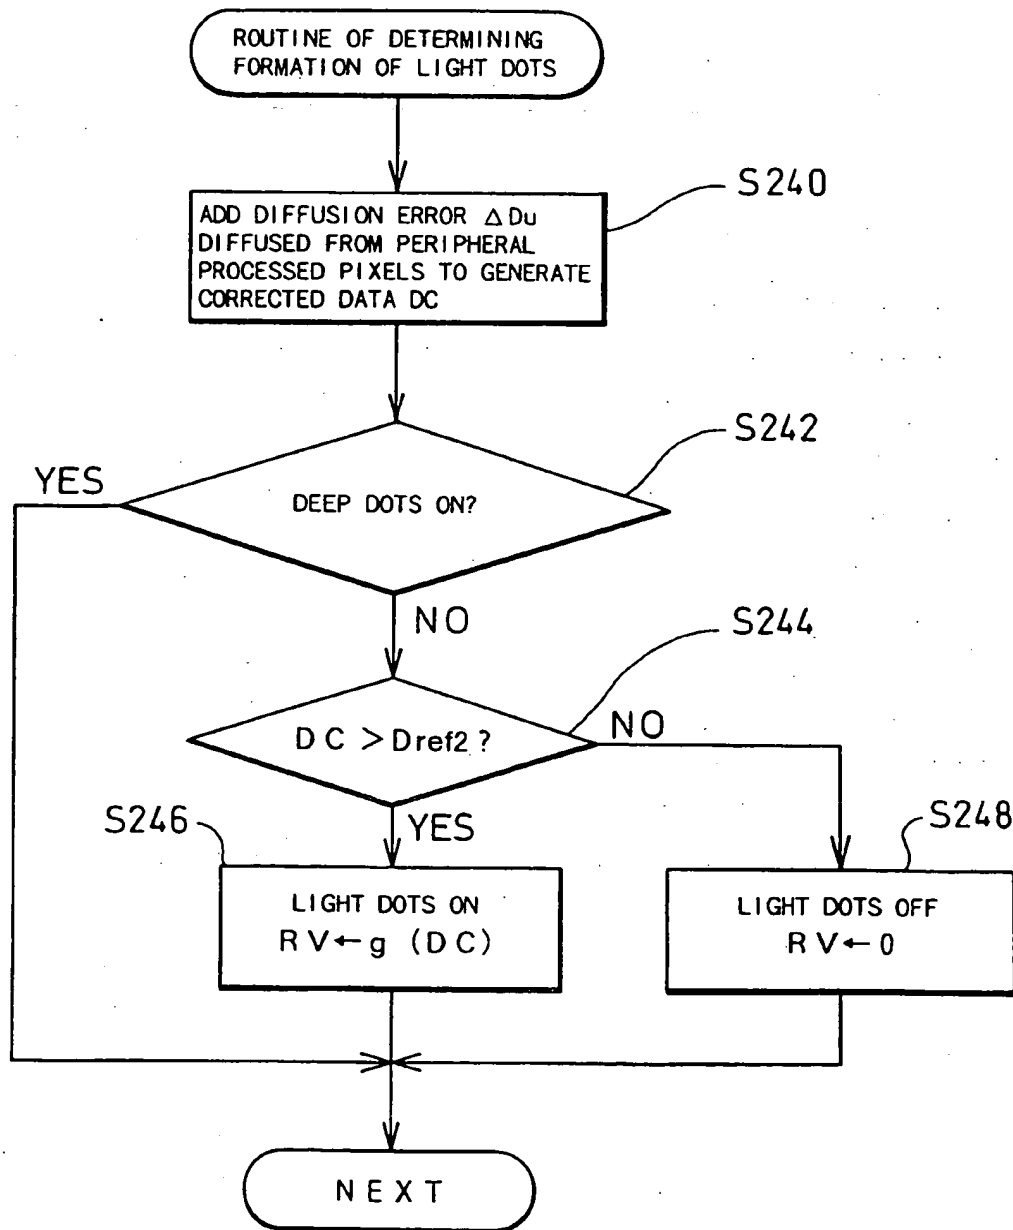 ROUTINE OF DETERMINING
FORMATION OF LIGHT DOTS
S240
ADD DIFFUSION ERROR △Du
DIFFUSED FROM PERIPHERAL
PROCESSED PIXELS TO GENERATE
CORRECTED DATA DC
S242
YES
DEEP DOTS ON?
NO
S244
DC > Dref2 ?
NO
S246
YES
S248
LIGHT DOTS ON
RV←g (DC)
LIGHT DOTS OFF
RV←0
NEXT